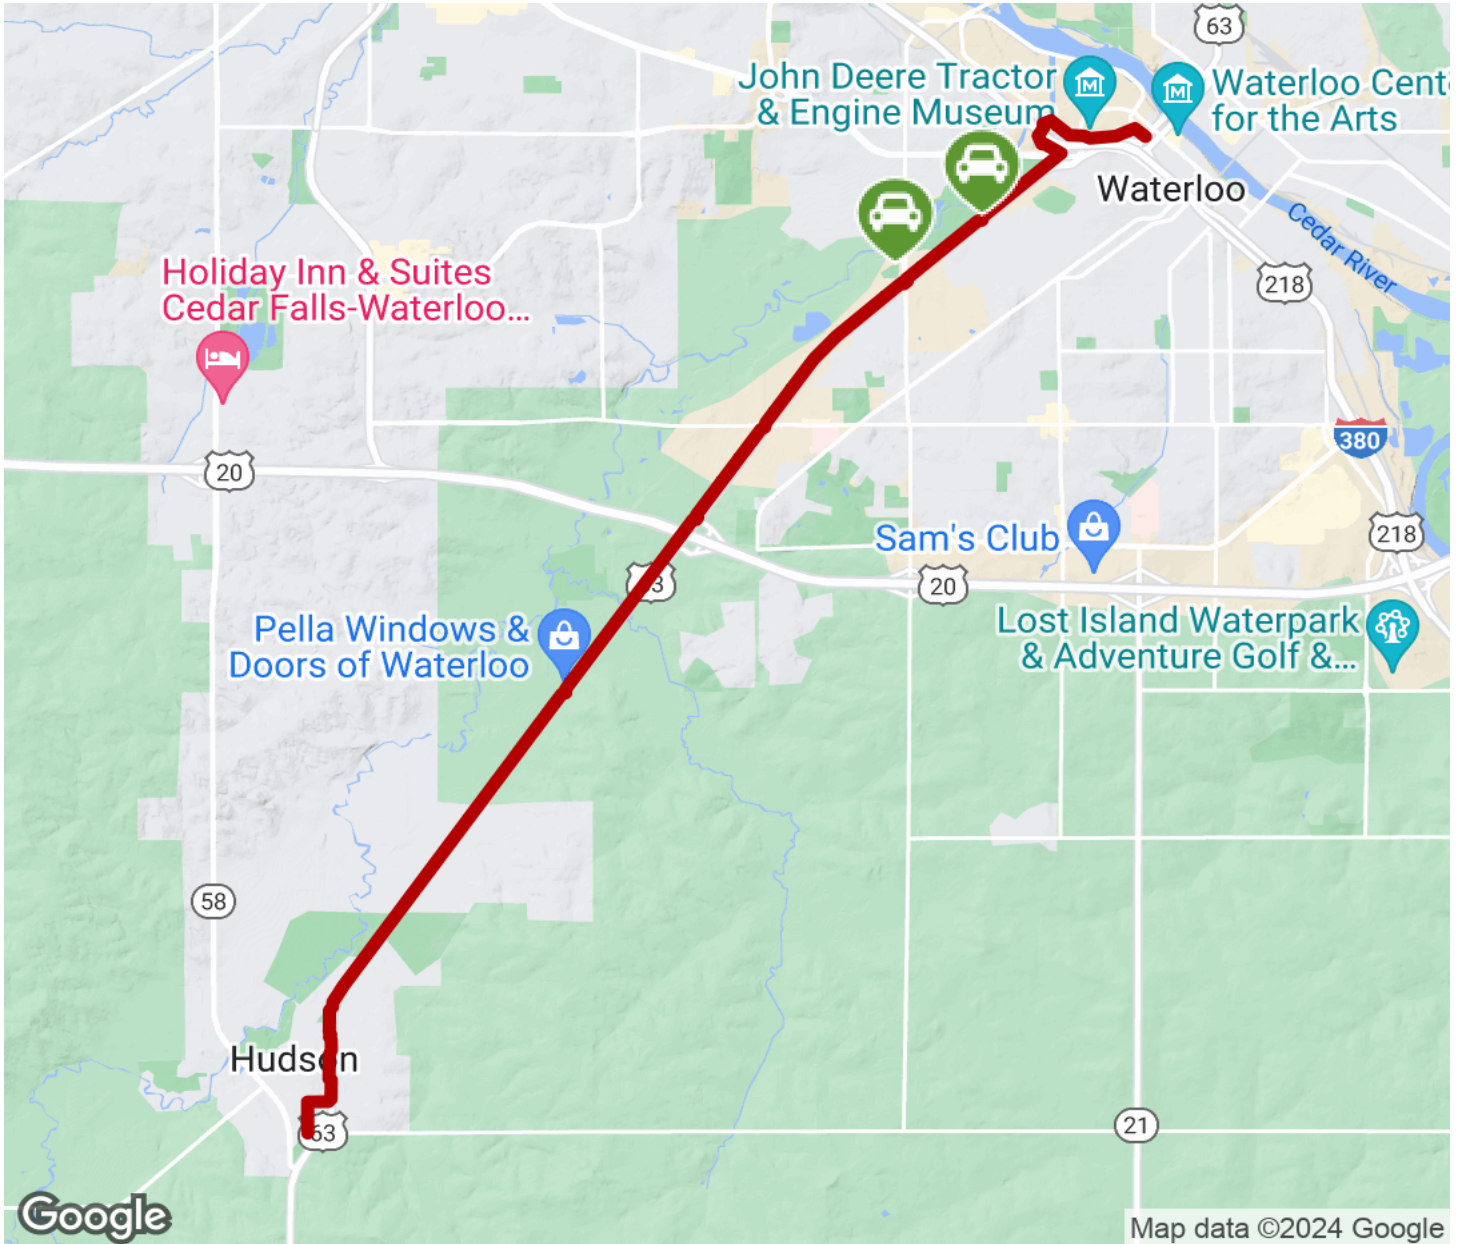 63
John Deere Tractor
& Engine Museum
Waterloo Cent
for the Arts
Waterloo
Cedar River
218
Holiday Inn & Suites
Cedar Falls-Waterloo...
20
380
218
Sam's Club
20
63
Pella Windows &
Doors of Waterloo
Lost Island Waterpark
& Adventure Golf &...
58
Hudson
63
21
Google
Map data ©2024 Google